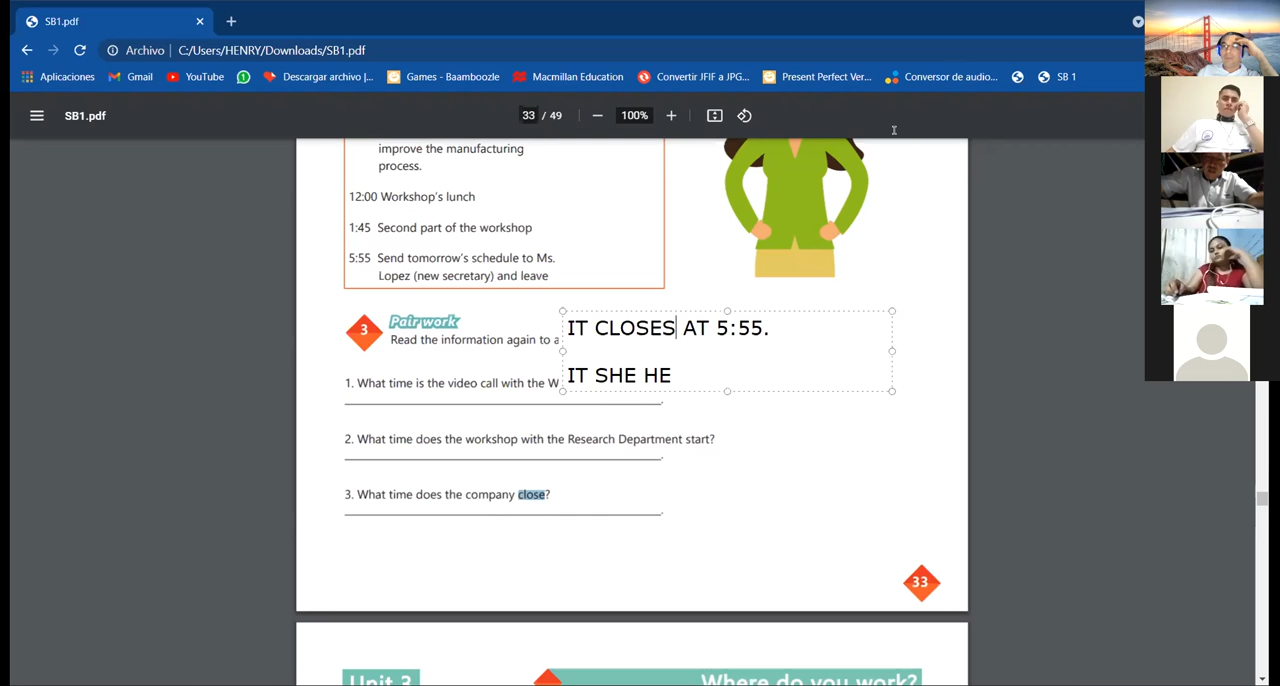 SB1.pdf
Archivo C:/Users/HENRY/Downloads/SB1.pdf
Aplicaciones Gmail YouTube 1 Descargar archivo |... Games - Baamboozle Macmillan Education Convertir JFIF a JPG... Present Perfect Ver... Conversor de audio... SB 1
SB1.pdf 33 / 49 100%
improve the manufacturing
process.
12:00 Workshop's lunch
1:45 Second part of the workshop
5:55 Send tomorrow's schedule to Ms.
Lopez (new secretary) and leave
3 Pair work
Read the information again to a
IT CLOSES AT 5:55.
IT SHE HE
1. What time is the video call with the W
2. What time does the workshop with the Research Department start?
3. What time does the company close?
33
Unit 3 Where do you work?